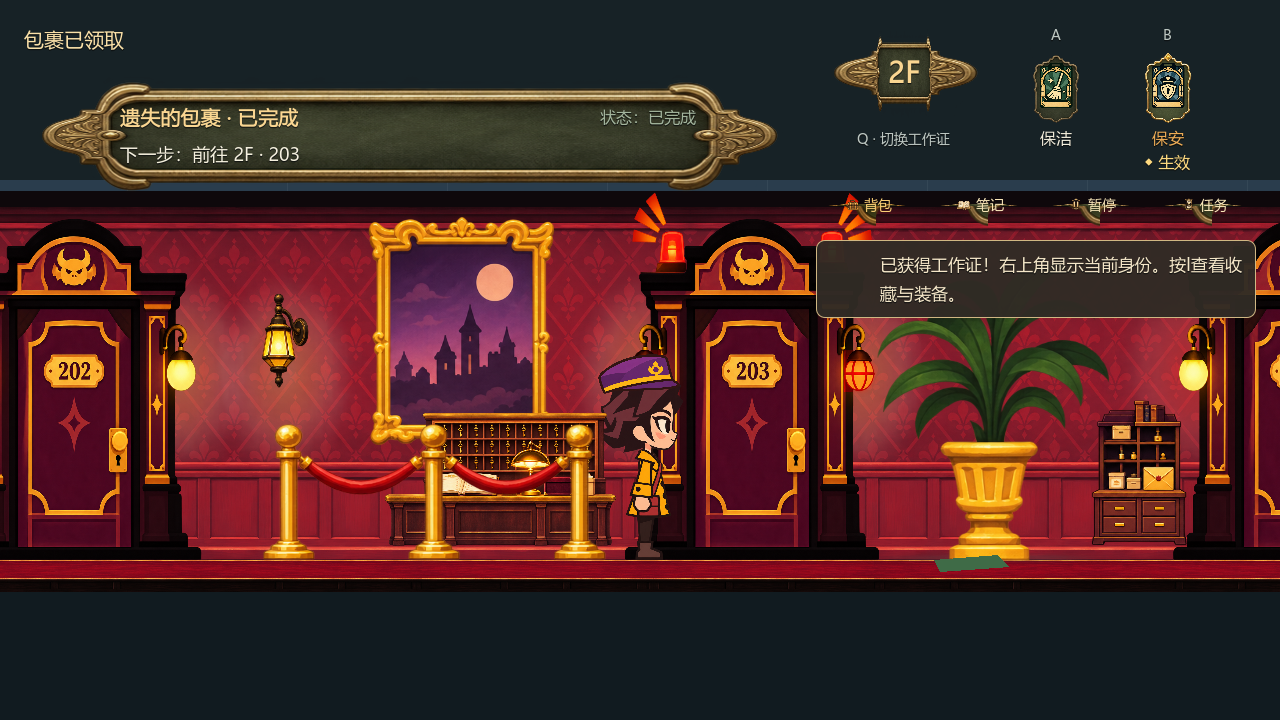 包裹已领取
遗失的包裹 · 已完成
状态：已完成
下一步：前往 2F · 203
2F
Q · 切换工作证
A
保洁
B
保安
生效
背包
笔记
暂停
任务
已获得工作证！右上角显示当前身份。按I查看收
藏与装备。
202
203